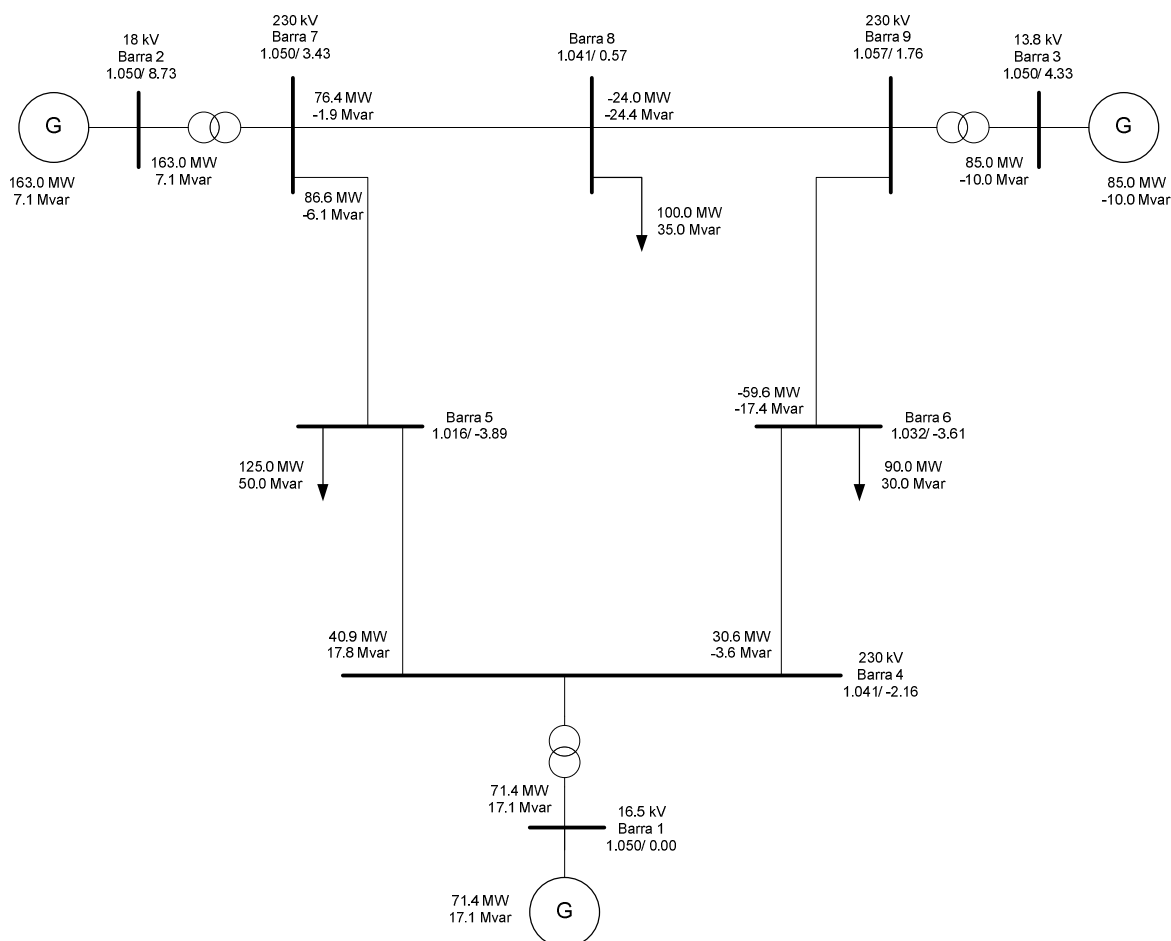 18 kV
Barra 2
1.050/ 8.73
230 kV
Barra 7
1.050/ 3.43
Barra 8
1.041/ 0.57
230 kV
Barra 9
1.057/ 1.76
13.8 kV
Barra 3
1.050/ 4.33
G
163.0 MW
7.1 Mvar
163.0 MW
7.1 Mvar
76.4 MW
-1.9 Mvar
86.6 MW
-6.1 Mvar
-24.0 MW
-24.4 Mvar
100.0 MW
35.0 Mvar
85.0 MW
-10.0 Mvar
G
85.0 MW
-10.0 Mvar
Barra 5
1.016/ -3.89
125.0 MW
50.0 Mvar
-59.6 MW
-17.4 Mvar
Barra 6
1.032/ -3.61
90.0 MW
30.0 Mvar
40.9 MW
17.8 Mvar
30.6 MW
-3.6 Mvar
230 kV
Barra 4
1.041/ -2.16
71.4 MW
17.1 Mvar
16.5 kV
Barra 1
1.050/ 0.00
71.4 MW
17.1 Mvar
G